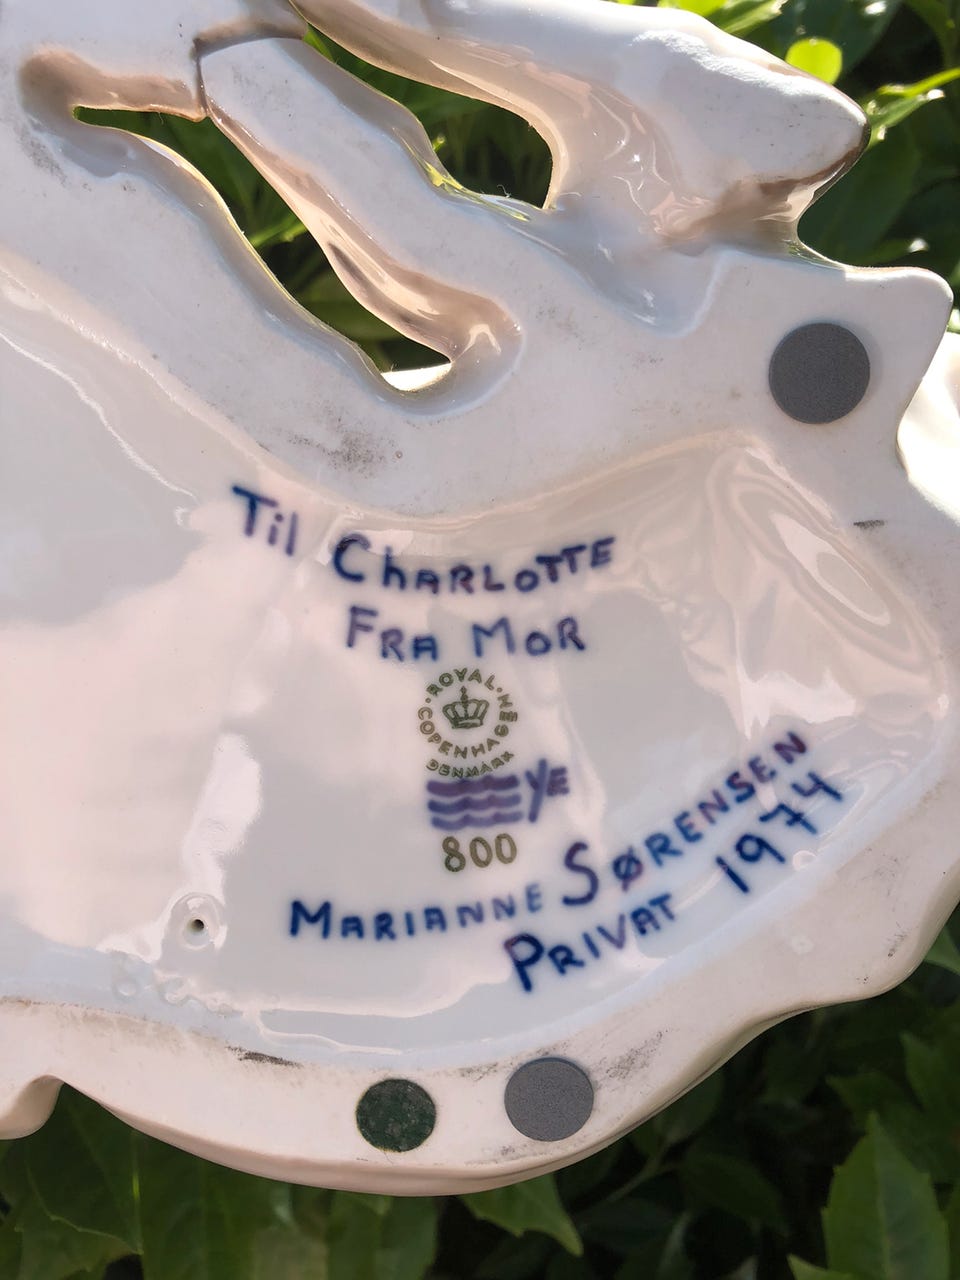 Til CHARLOTTE
FRA MOR
ROYAL COPENHAGEN
DENMARK
YE
800
MARIANNE SØRENSEN
PRIVAT 1974